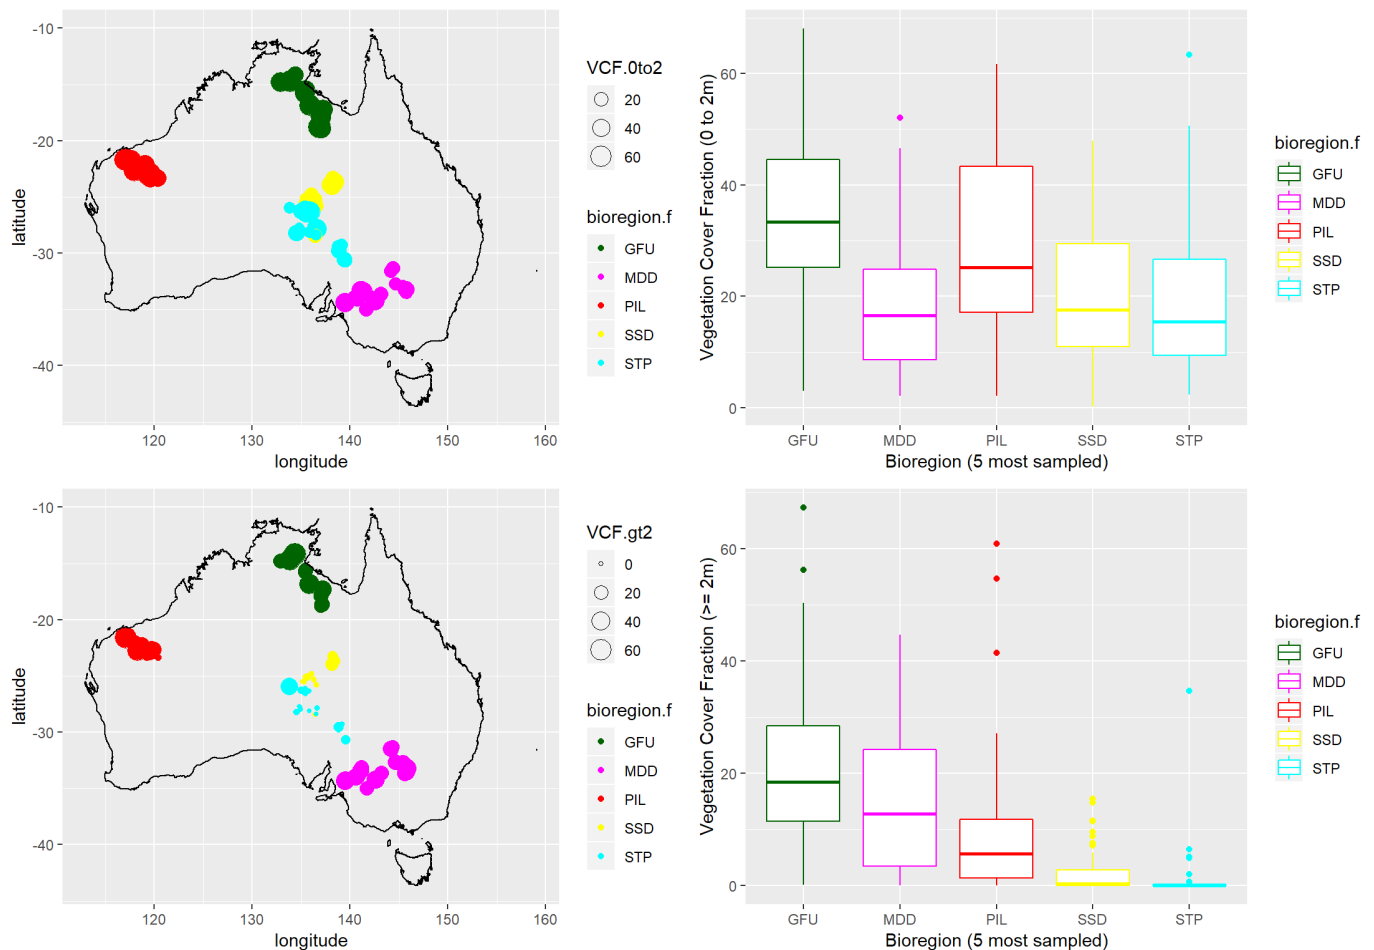 -10
-20
-30
-40
latitude
120
130
140
150
160
longitude
VCF.0to2
20
40
60
bioregion.f
GFU
MDD
PIL
SSD
STP
60
40
20
0
Vegetation Cover Fraction (0 to 2m)
GFU
MDD
PIL
SSD
STP
Bioregion (5 most sampled)
bioregion.f
GFU
MDD
PIL
SSD
STP
-10
-20
-30
-40
latitude
120
130
140
150
160
longitude
VCF.gt2
0
20
40
60
bioregion.f
GFU
MDD
PIL
SSD
STP
60
40
20
0
Vegetation Cover Fraction (>= 2m)
GFU
MDD
PIL
SSD
STP
Bioregion (5 most sampled)
bioregion.f
GFU
MDD
PIL
SSD
STP